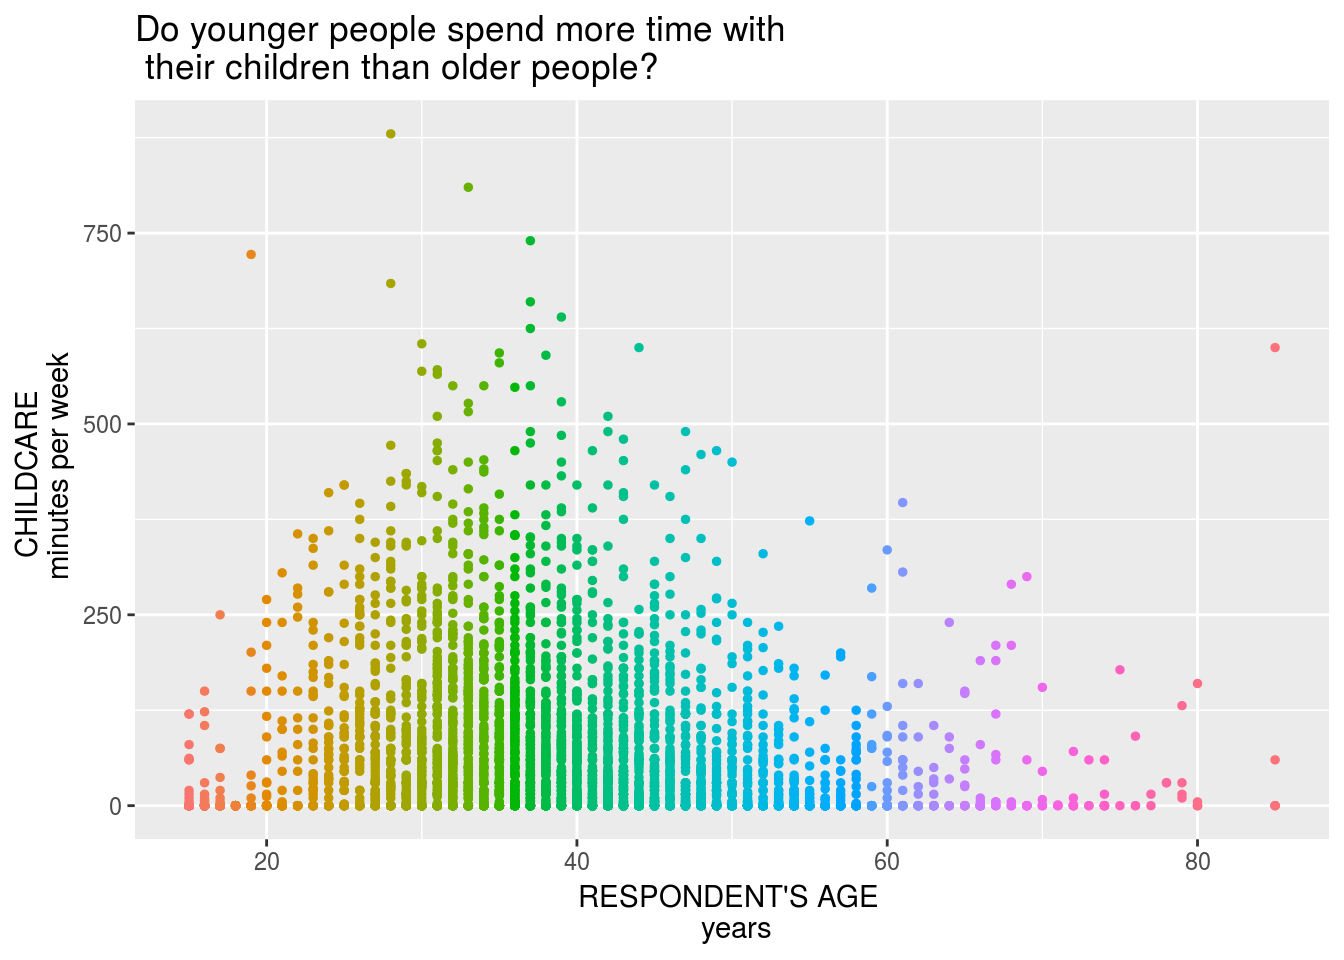 Do younger people spend more time with
their children than older people?
CHILDCARE
minutes per week
750
500
250
0
20
40
60
80
RESPONDENT'S AGE
years